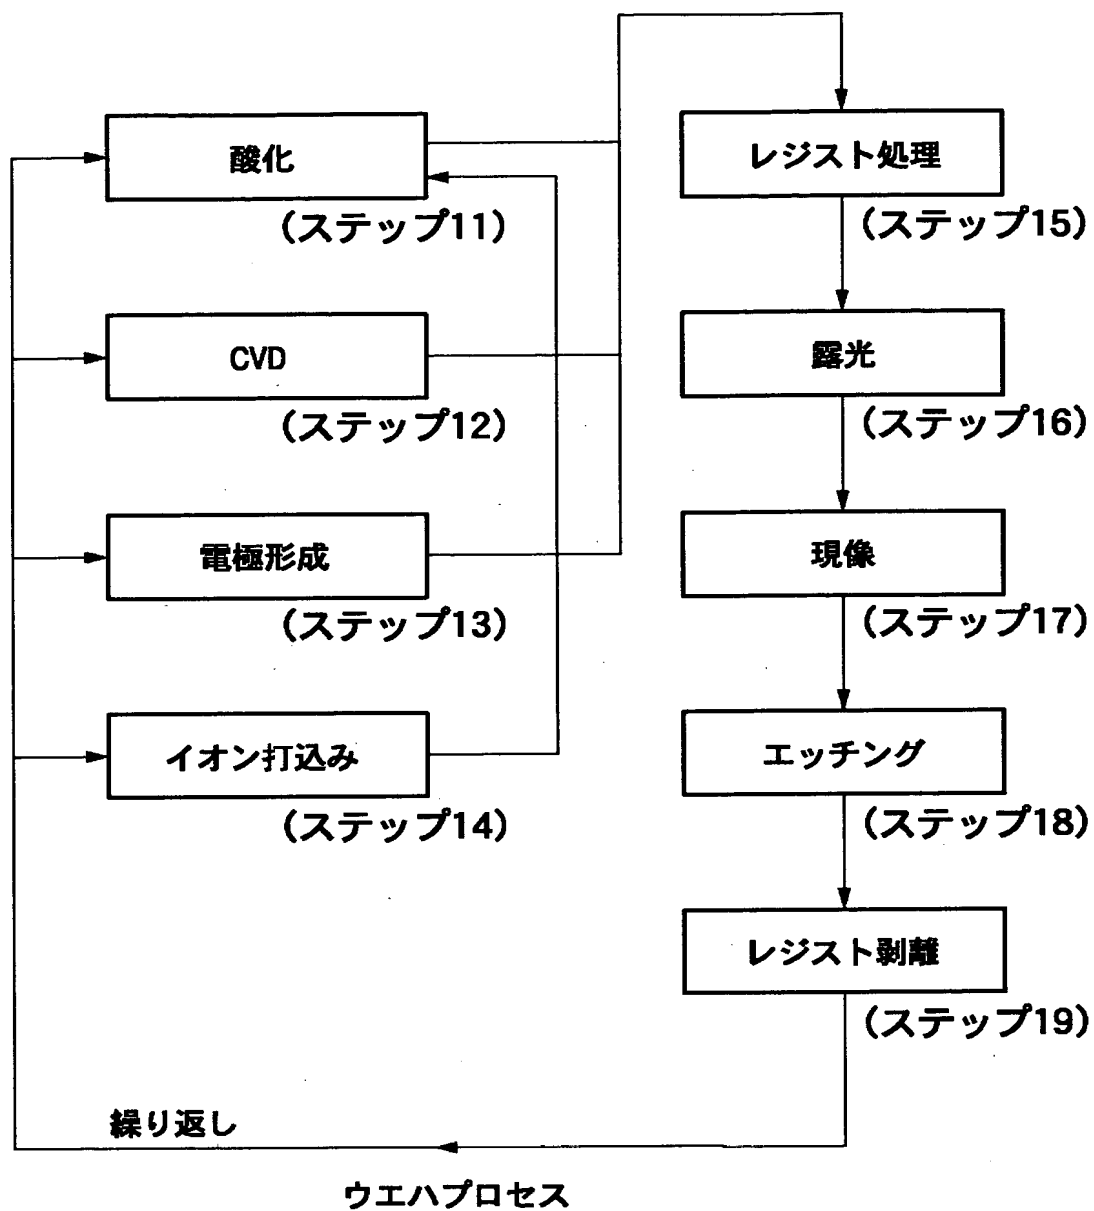 酸化
(ステップ11)
CVD
(ステップ12)
電極形成
(ステップ13)
イオン打込み
(ステップ14)
レジスト処理
(ステップ15)
露光
(ステップ16)
現像
(ステップ17)
エッチング
(ステップ18)
レジスト剥離
(ステップ19)
繰り返し
ウエハプロセス